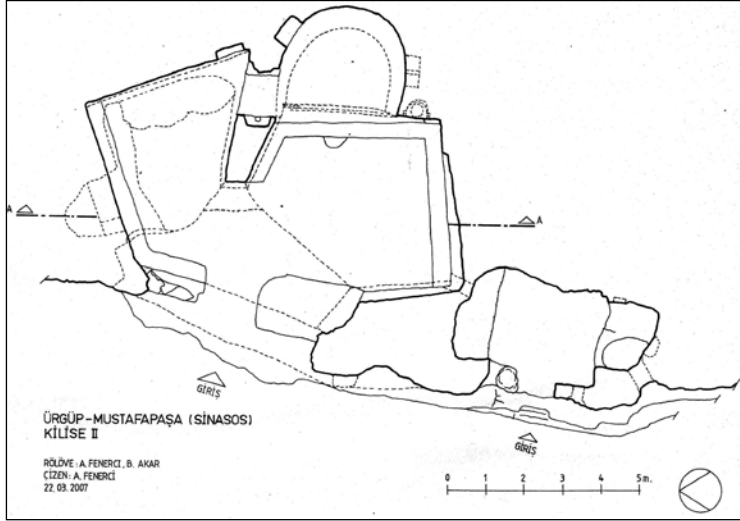 A
A
GİRİŞ
GİRİŞ
ÜRGÜP-MUSTAFAPAŞA (SİNASOS)
KİLİSE II
RÖLÖVE : A. FENERCİ, B. AKAR
ÇİZEN : A. FENERCİ
22. 03. 2007
0 1 2 3 4 5 m.